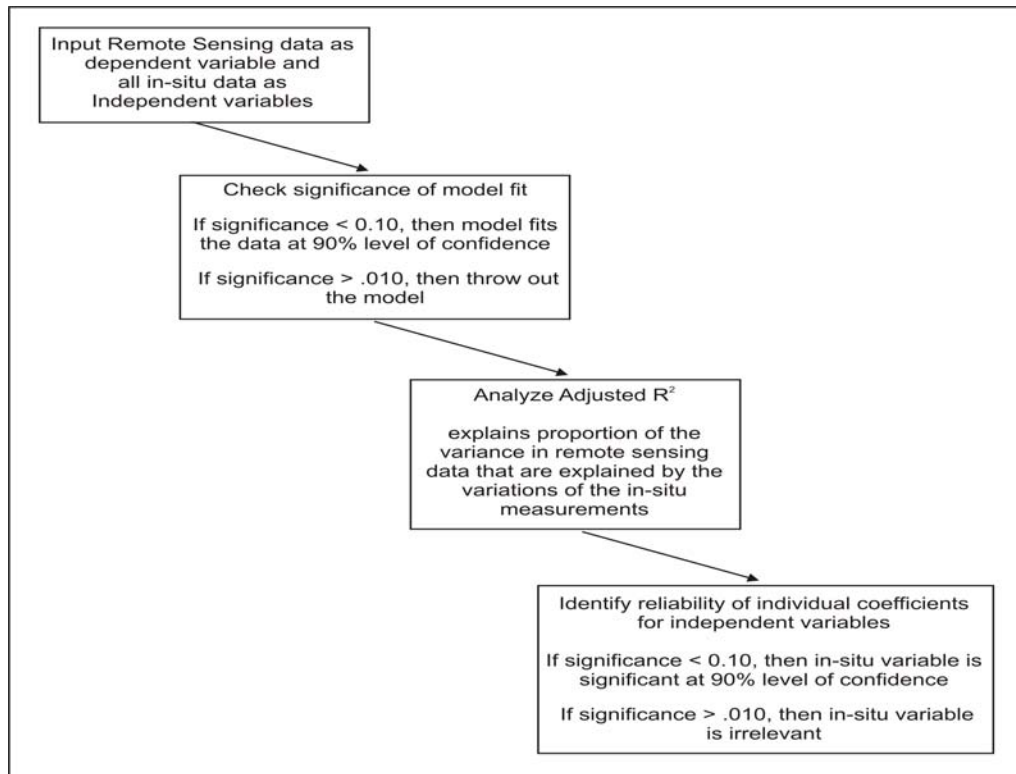 Input Remote Sensing data as
dependent variable and
all in-situ data as
Independent variables
Check significance of model fit
If significance < 0.10, then model fits
the data at 90% level of confidence
If significance > .010, then throw out
the model
Analyze Adjusted R²
explains proportion of the
variance in remote sensing
data that are explained by the
variations of the in-situ
measurements
Identify reliability of individual coefficients
for independent variables
If significance < 0.10, then in-situ variable is
significant at 90% level of confidence
If significance > .010, then in-situ variable
is irrelevant